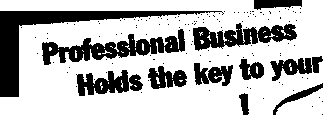 Professional Business
Holds the key to your
!